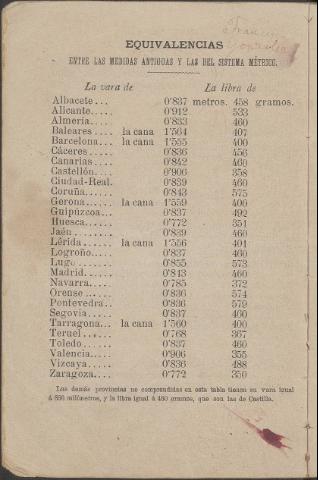 EQUIVALENCIAS
ENTRE LAS MEDIDAS ANTIGUAS Y LAS DEL SISTEMA MÉTRICO.
La vara de La libra de
Albacete... 0'837 metros. 458 gramos.
Alicante.... 0'912 533
Almería..... 0'833 460
Baleares .... la cana 1'564 407
Barcelona... la cana 1'555 400
Cáceres..... 0'836 456
Canarias.... 0'842 460
Castellón.... 0'906 358
Ciudad-Real. 0'839 460
Coruña..... 0'843 575
Gerona...... la cana 1'559 400
Guipúzcoa... 0'837 492
Huesca...... 0'772 351
Jaén........ 0'839 460
Lérida...... la cana 1'556 401
Logroño..... 0'837 460
Lugo........ 0'855 573
Madrid...... 0'843 460
Navarra..... 0'785 372
Orense...... 0'836 574
Pontevedra.. 0'836 579
Segovia..... 0'837 460
Tarragona... la cana 1'560 400
Teruel...... 0'768 367
Toledo...... 0'837 460
Valencia.... 0'906 355
Vizcaya..... 0'836 488
Zaragoza.... 0'772 350
Las demás provincias no comprendidas en esta tabla tienen su vara igual
á 836 milímetros, y la libra igual á 460 gramos, que son las de Castilla.